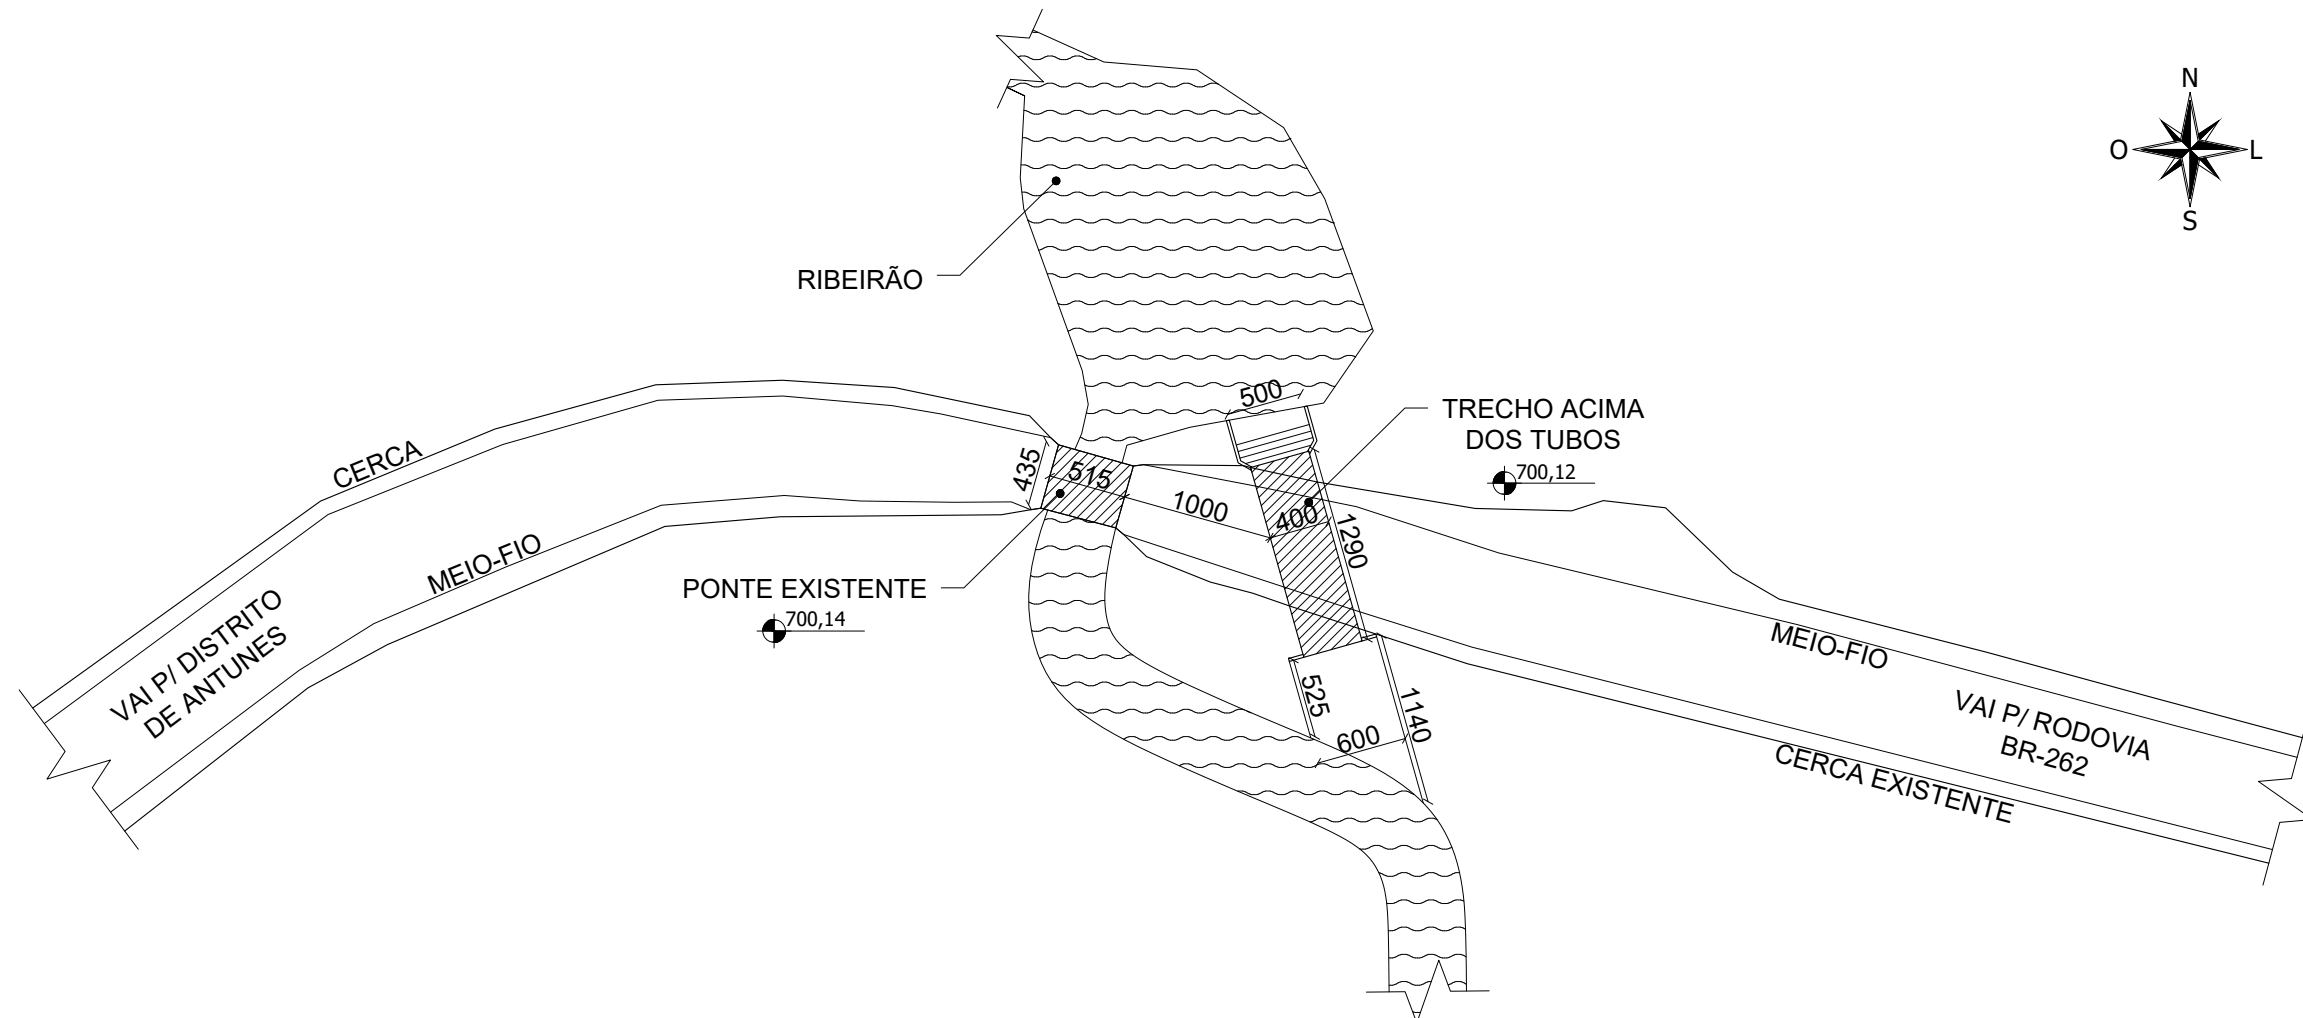 N
O
L
S
RIBEIRÃO
500
TRECHO ACIMA
DOS TUBOS
700,12
CERCA
435
515
1000
400
1290
MEIO-FIO
PONTE EXISTENTE
700,14
VAI P/ DISTRITO
DE ANTUNES
525
1140
600
MEIO-FIO
VAI P/ RODOVIA
BR-262
CERCA EXISTENTE